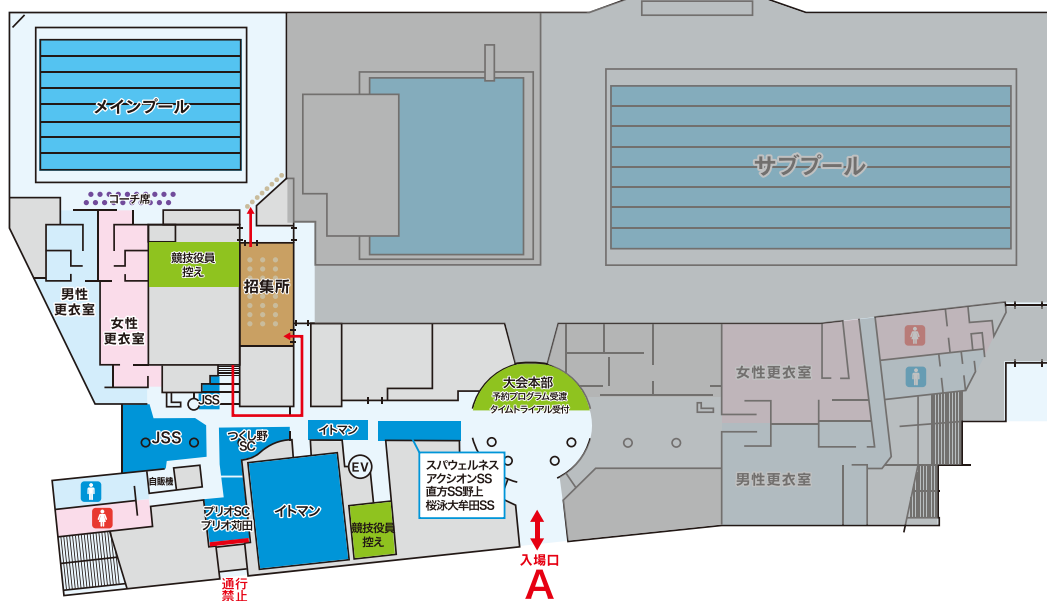 メインプール
サブプール
コーチ席
競技役員
控え
招集所
男性
更衣室
女性
更衣室
女性更衣室
男性更衣室
大会本部
予約プログラム受渡
タイムトライアル受付
JSS
JSS
つくし野
SC
イトマン
EV
スパウェルネス
アクシオンSS
直方SS野上
桜泳大牟田SS
自販機
ブリオSC
ブリオ苅田
イトマン
競技役員
控え
通行
禁止
入場口
A